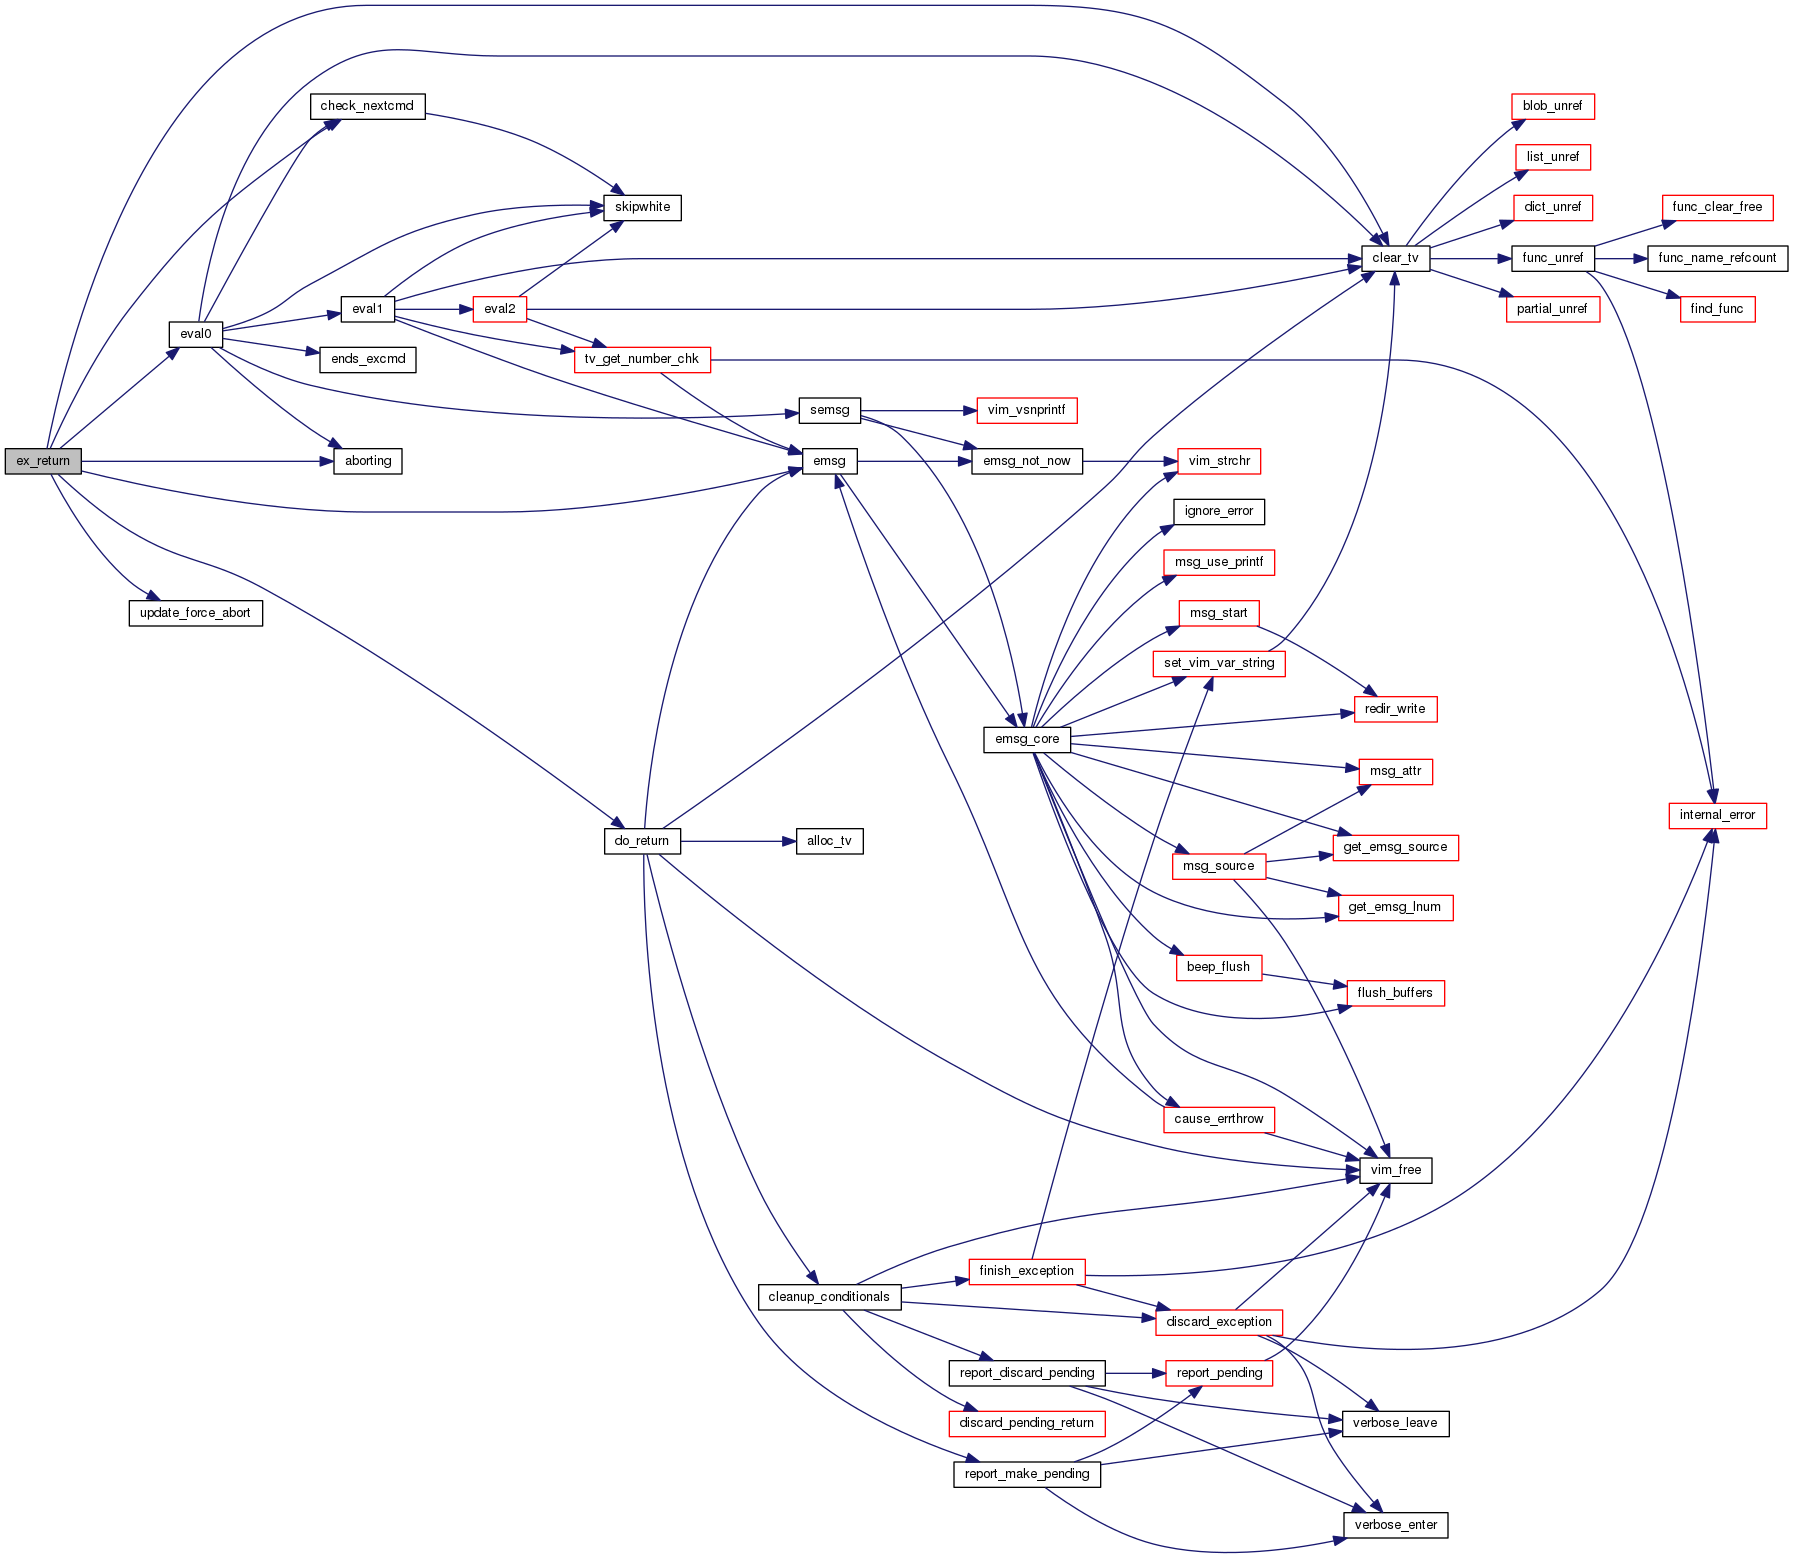 ex_return
check_nextcmd
eval0
eval1
ends_excmd
aborting
update_force_abort
skipwhite
eval2
tv_get_number_chk
semsg
emsg
vim_vsnprintf
emsg_not_now
do_return
alloc_tv
emsg_core
cleanup_conditionals
finish_exception
report_discard_pending
discard_pending_return
report_make_pending
vim_strchr
ignore_error
msg_use_printf
msg_start
set_vim_var_string
msg_source
beep_flush
cause_errthrow
discard_exception
report_pending
clear_tv
redir_write
msg_attr
get_emsg_source
get_emsg_lnum
flush_buffers
vim_free
verbose_leave
verbose_enter
blob_unref
list_unref
dict_unref
func_unref
partial_unref
func_clear_free
func_name_refcount
find_func
internal_error